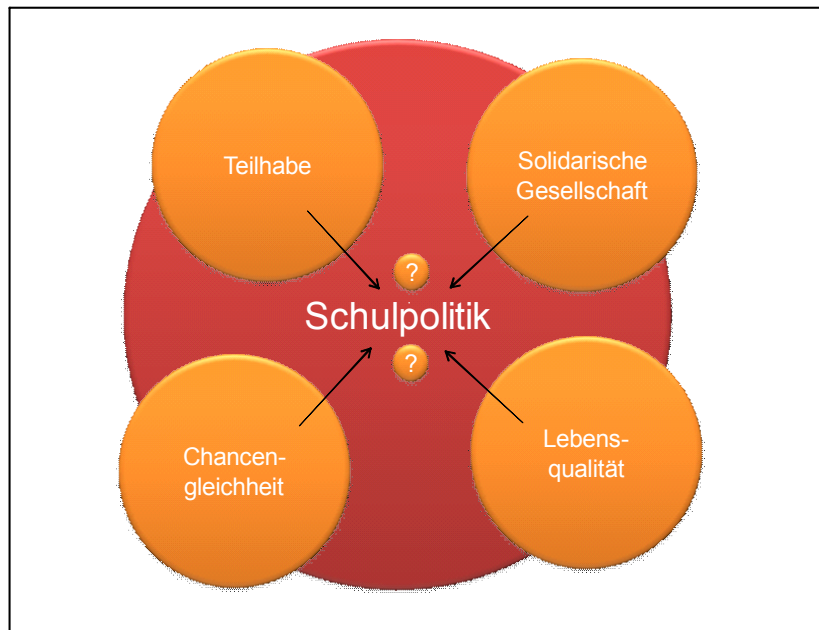 Teilhabe
Solidarische
Gesellschaft
?
Schulpolitik
?
Chancen-
gleichheit
Lebens-
qualität